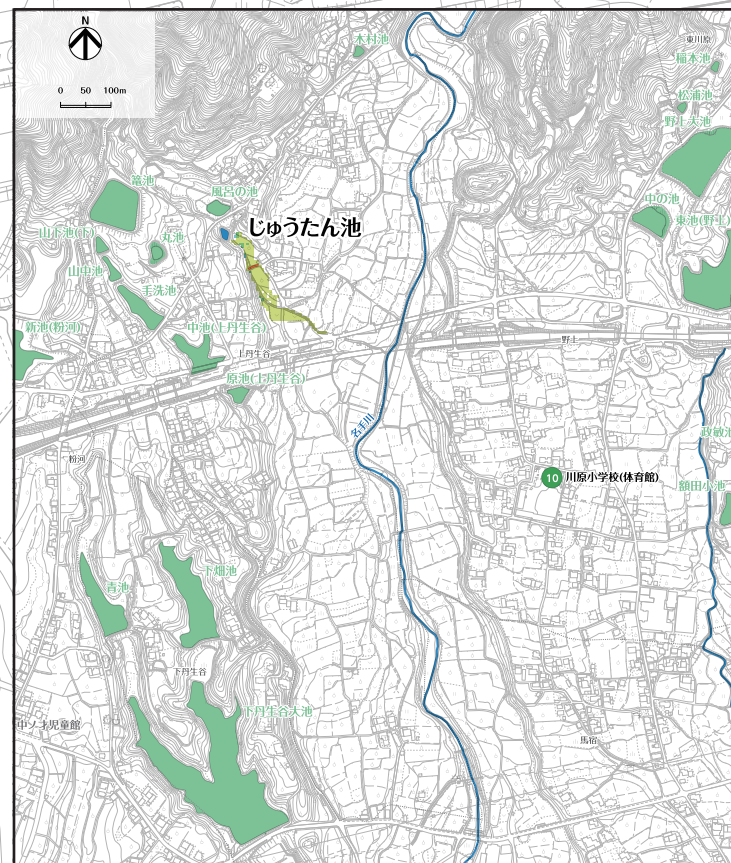 N
0 50 100m
木村池
東川原
稲本池
松浦池
野上大池
篭池
風呂の池
じゅうたん池
中の池
東池(野上)
山下池(下)
丸池
山中池
手洗池
新池(粉河)
中池(上丹生谷)
上丹生谷
野上
原池(上丹生谷)
名手川
政敏池
粉河
10 川原小学校(体育館)
額田小池
青池
下畑池
下丹生谷
下丹生谷大池
中ノ才児童館
馬宿